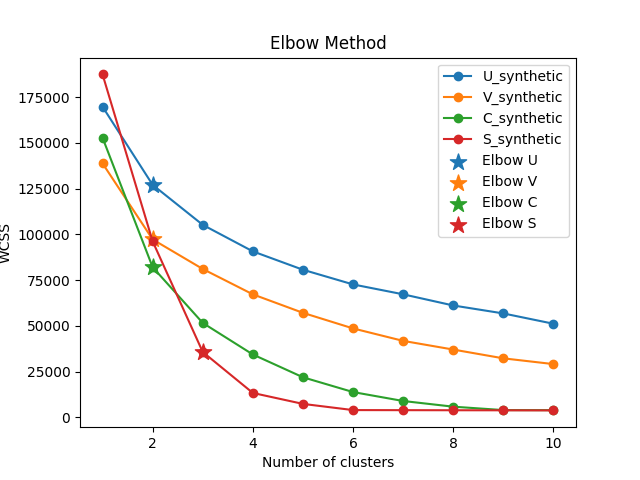 Elbow Method
U_synthetic
V_synthetic
C_synthetic
S_synthetic
Elbow U
Elbow V
Elbow C
Elbow S
WCSS
175000
150000
125000
100000
75000
50000
25000
0
2
4
6
8
10
Number of clusters